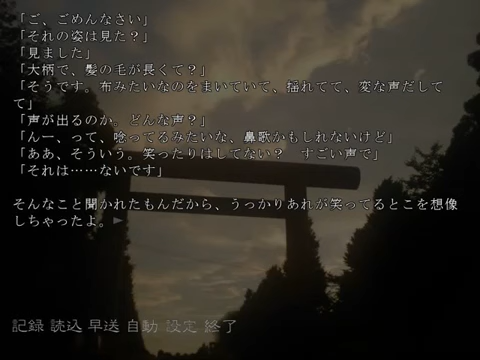 「ご、ごめんなさい」
「それの姿は見た？」
「見ました」
「大柄で、髪の毛が長くて？」
「そうです。布みたいなのをまいていて、揺れてて、変な声だして
て」
「声が出るのか。どんな声？」
「んー、って、唸ってるみたいな、鼻歌かもしれないけど」
「ああ、そういう。笑ったりはしてない？　すごい声で」
「それは……ないです」
そんなこと聞かれたもんだから、うっかりあれが笑ってるとこを想像
しちゃったよ。
記録 読込 早送 自動 設定 終了